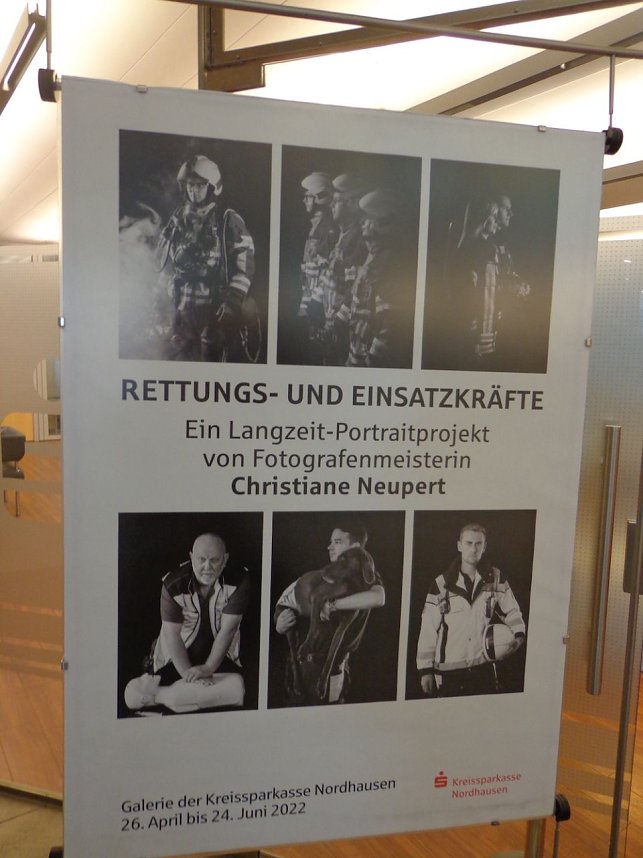 RETTUNGS- UND EINSATZKRÄFTE
Ein Langzeit-Portraitprojekt
von Fotografenmeisterin
Christiane Neupert
Galerie der Kreissparkasse Nordhausen
26. April bis 24. Juni 2022
Kreissparkasse
Nordhausen